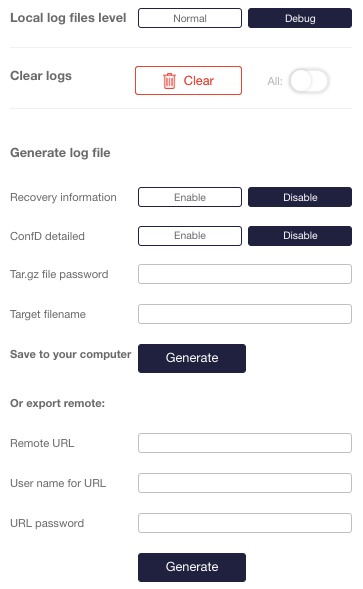 Local log files level Normal Debug
Clear logs Clear All:
Generate log file
Recovery information Enable Disable
ConfD detailed Enable Disable
Tar.gz file password
Target filename
Save to your computer Generate
Or export remote:
Remote URL
User name for URL
URL password
Generate